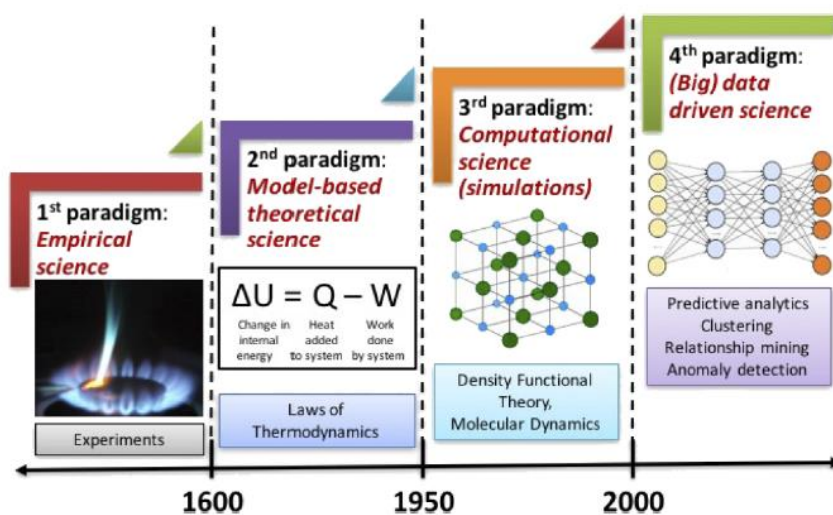 1st paradigm:
Empirical
science
Experiments
2nd paradigm:
Model-based
theoretical
science
ΔU = Q – W
Change in
internal
energy
Heat
added
to system
Work
done
by system
Laws of
Thermodynamics
3rd paradigm:
Computational
science
(simulations)
Density Functional
Theory,
Molecular Dynamics
4th paradigm:
(Big) data
driven science
Predictive analytics
Clustering
Relationship mining
Anomaly detection
1600
1950
2000